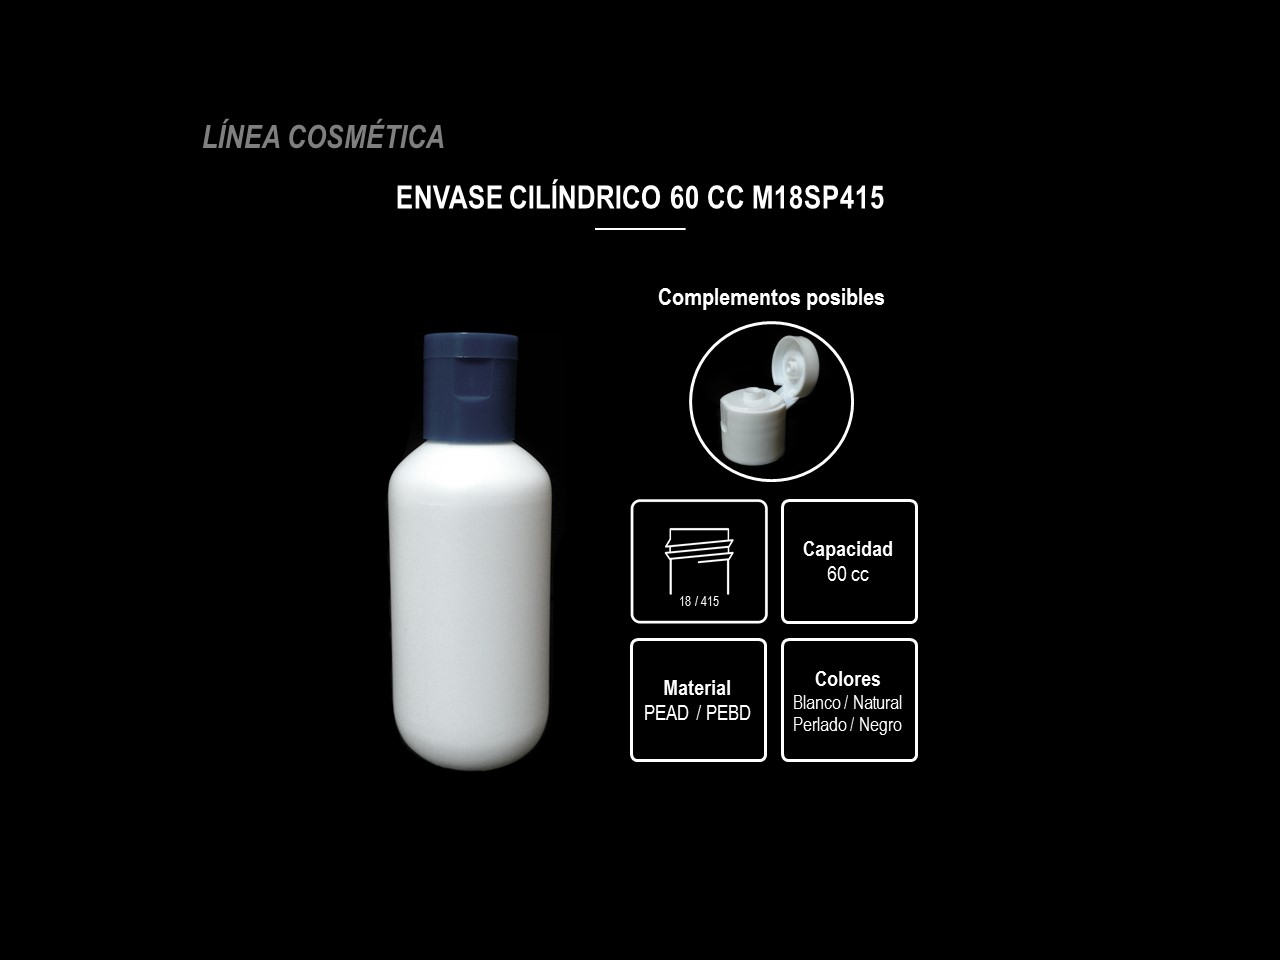 LÍNEA COSMÉTICA
ENVASE CILÍNDRICO 60 CC M18SP415
Complementos posibles
18 / 415
Capacidad
60 cc
Material
PEAD / PEBD
Colores
Blanco / Natural
Perlado / Negro